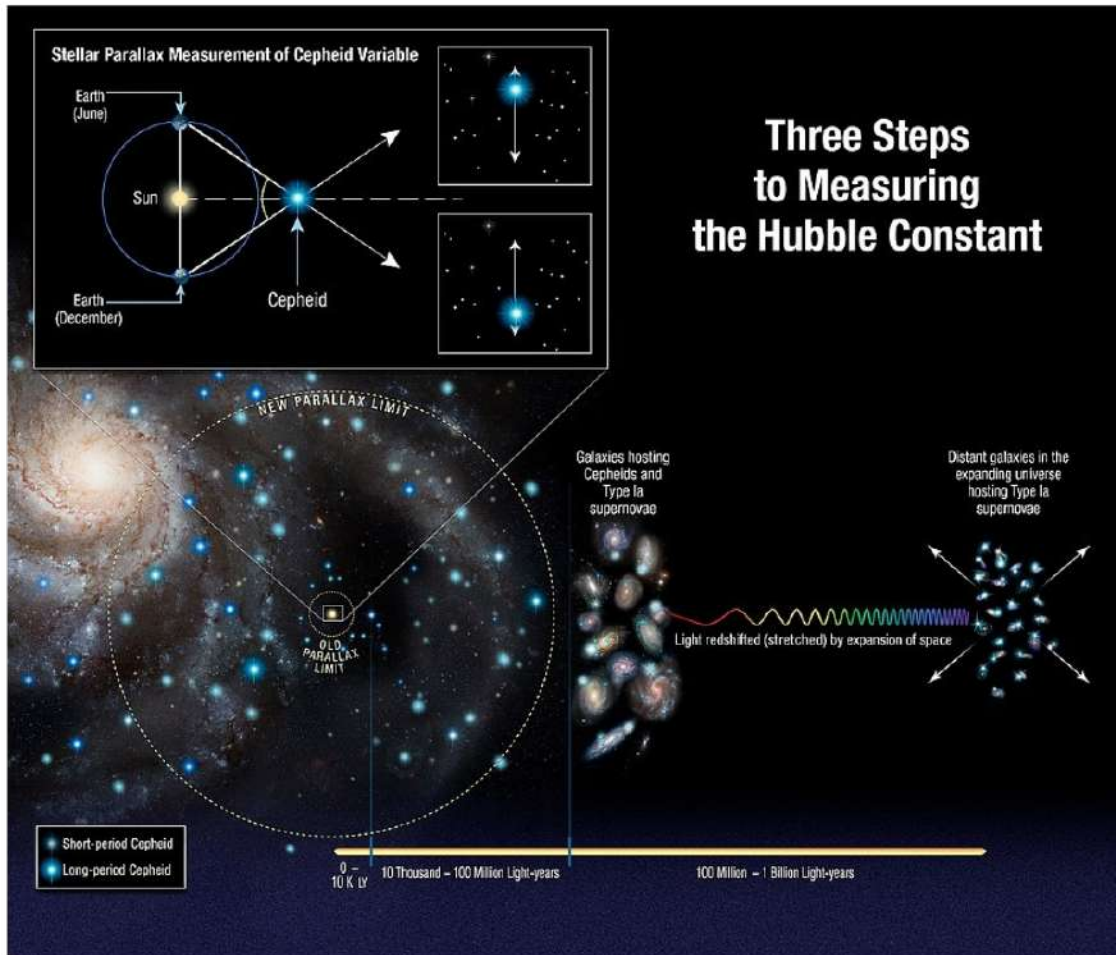 Stellar Parallax Measurement of Cepheid Variable
Earth
(June)
Sun
Earth
(December)
Cepheid
Three Steps
to Measuring
the Hubble Constant
NEW PARALLAX LIMIT
OLD
PARALLAX
LIMIT
Galaxies hosting
Cepheids and
Type Ia
supernovae
Light redshifted (stretched) by expansion of space
Distant galaxies in the
expanding universe
hosting Type Ia
supernovae
Short-period Cepheid
Long-period Cepheid
0 –
10 K LY
10 Thousand – 100 Million Light-years
100 Million – 1 Billion Light-years